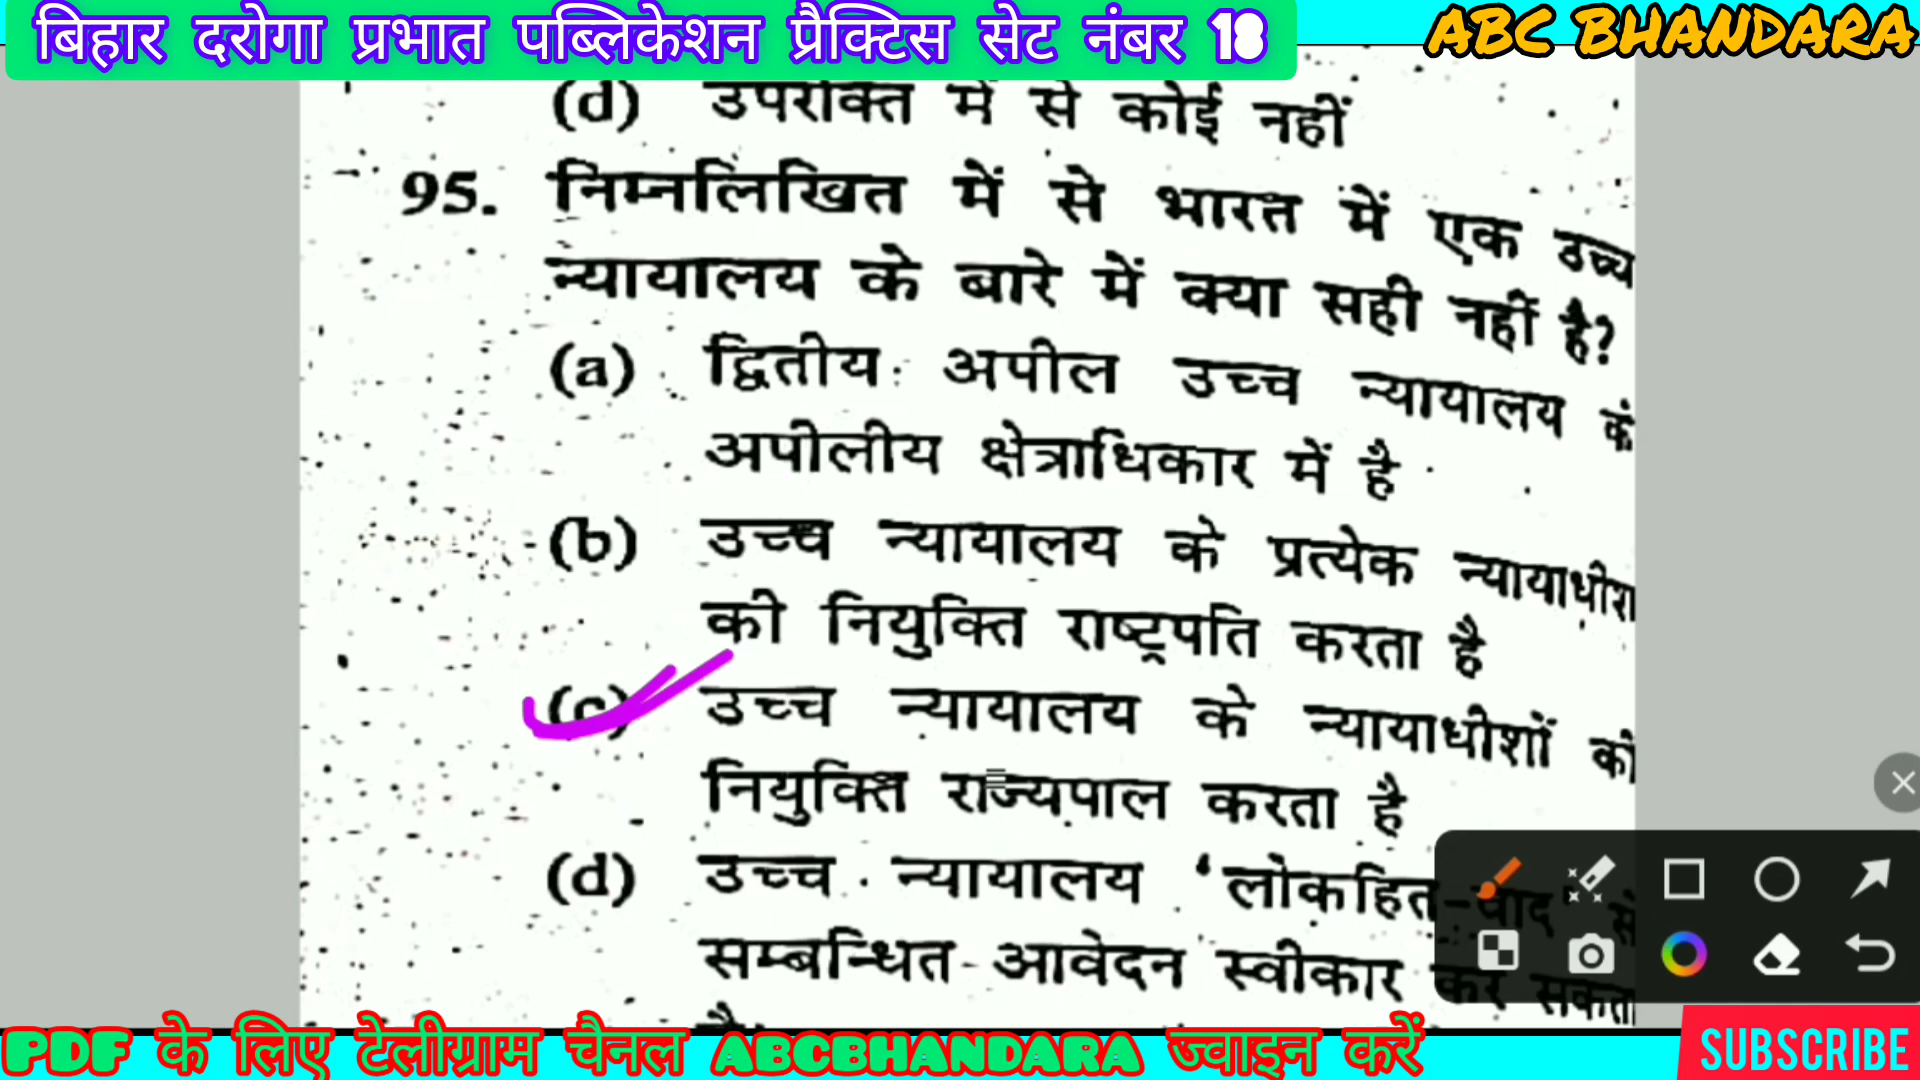 बिहार दरोगा प्रभात पब्लिकेशन प्रैक्टिस सेट नंबर 18
ABC BHANDARA
(d) उपरोक्त में से कोई नहीं
95. निम्नलिखित में से भारत में एक उच्च
न्यायालय के बारे में क्या सही नहीं है?
(a) द्वितीय अपील उच्च न्यायालय के
अपीलीय क्षेत्राधिकार में है
(b) उच्च न्यायालय के प्रत्येक न्यायाधीश
की नियुक्ति राष्ट्रपति करता है
(c) उच्च न्यायालय के न्यायाधीशों की
नियुक्ति राज्यपाल करता है
(d) उच्च न्यायालय 'लोकहित-वाद' से
सम्बन्धित आवेदन स्वीकार कर सकता
PDF के लिए टेलीग्राम चैनल ABCBHANDARA ज्वाइन करें
SUBSCRIBE